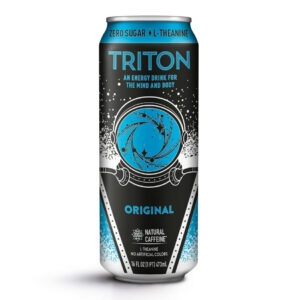 ZERO SUGAR + L-THEANINE
TRITON
AN ENERGY DRINK FOR
THE MIND AND BODY
ORIGINAL
NATURAL
CAFFEINE
L THEANINE
NO ARTIFICIAL COLORS
16 FL OZ (1 PT) 473mL